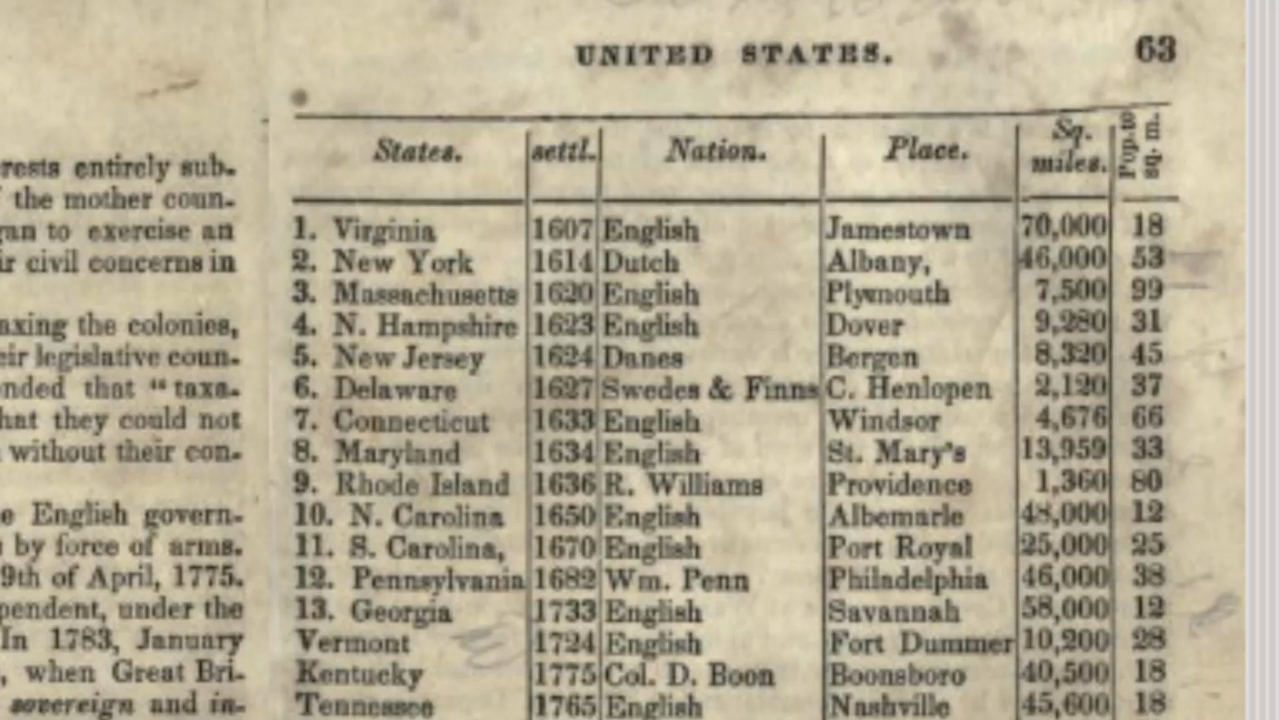 UNITED STATES. 63
rests entirely sub-
the mother coun-
an to exercise an
civil concerns in
axing the colonies,
eir legislative coun-
nded that "taxa-
hat they could not
without their con-
e English govern-
by force of arms.
9th of April, 1775.
pendent, under the
In 1783, January
, when Great Bri-
sovereign and in-
States. settl. Nation. Place. Sq. miles. Pop. to sq. m.
1. Virginia 1607 English Jamestown 70,000 18
2. New York 1614 Dutch Albany, 46,000 53
3. Massachusetts 1620 English Plymouth 7,500 99
4. N. Hampshire 1623 English Dover 9,280 31
5. New Jersey 1624 Danes Bergen 8,320 45
6. Delaware 1627 Swedes & Finns C. Henlopen 2,120 37
7. Connecticut 1633 English Windsor 4,676 66
8. Maryland 1634 English St. Mary's 13,959 33
9. Rhode Island 1636 R. Williams Providence 1,360 80
10. N. Carolina 1650 English Albemarle 48,000 12
11. S. Carolina, 1670 English Port Royal 25,000 25
12. Pennsylvania 1682 Wm. Penn Philadelphia 46,000 38
13. Georgia 1733 English Savannah 58,000 12
Vermont 1724 English Fort Dummer 10,200 28
Kentucky 1775 Col. D. Boon Boonsboro 40,500 18
Tennessee 1765 English Nashville 45,600 18